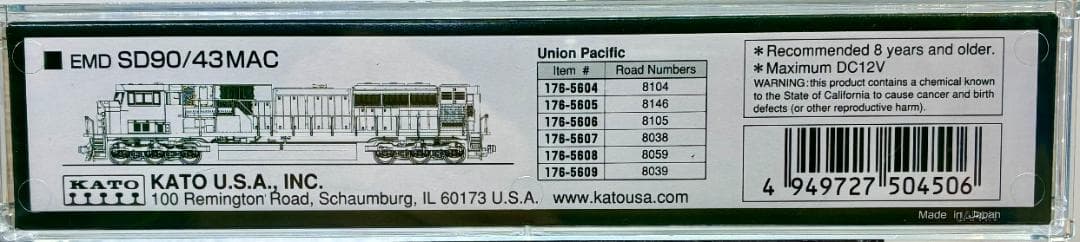 EMD SD90/43MAC
Union Pacific
Item # Road Numbers
176-5604 8104
176-5605 8146
176-5606 8105
176-5607 8038
176-5608 8059
176-5609 8039
* Recommended 8 years and older.
* Maximum DC12V
WARNING:this product contains a chemical known
to the State of California to cause cancer and birth
defects (or other reproductive harm).
KATO
KATO U.S.A., INC.
100 Remington Road, Schaumburg, IL 60173 U.S.A. www.katousa.com
4 949727 504506
Made in Japan